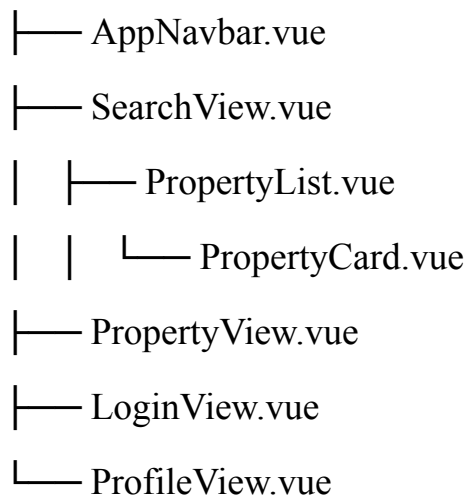 ├── AppNavbar.vue
├── SearchView.vue
│ ├── PropertyList.vue
│ │ └── PropertyCard.vue
├── PropertyView.vue
├── LoginView.vue
└── ProfileView.vue